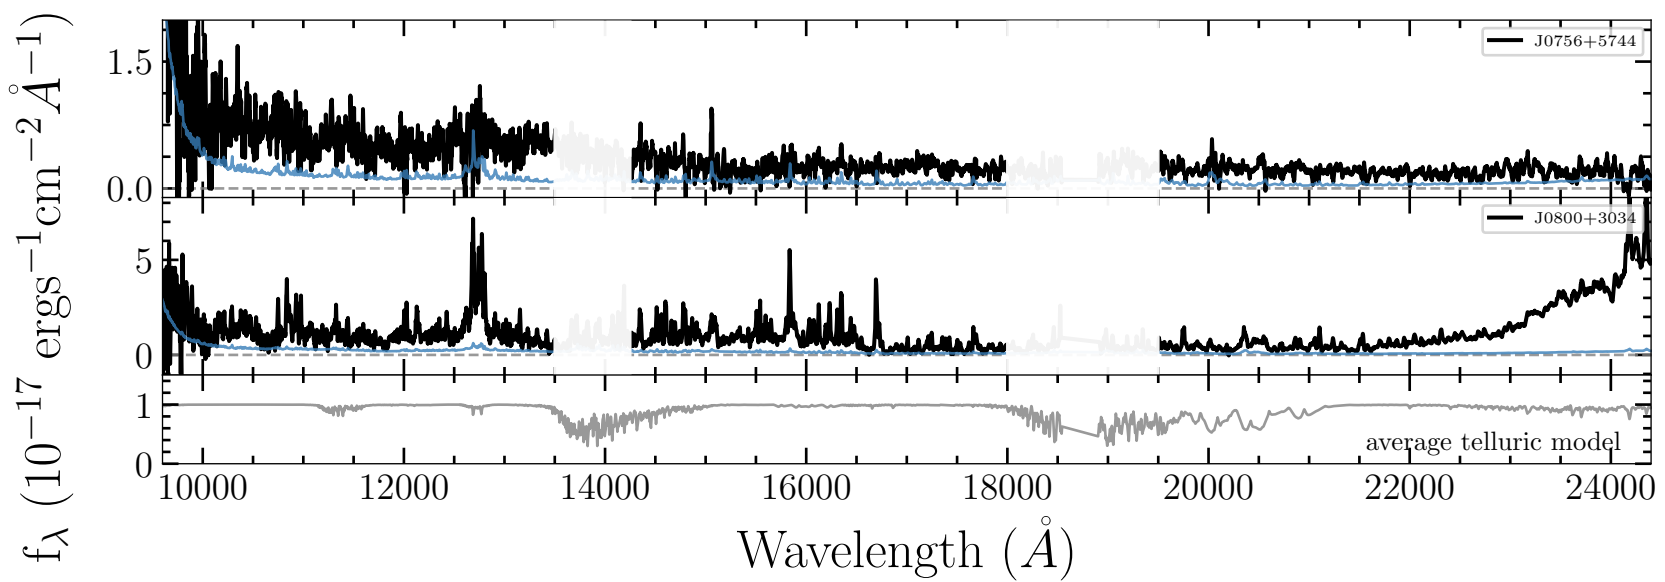 f_λ (10⁻¹⁷ ergs⁻¹cm⁻² Å⁻¹)
1.5
0.0
J0756+5744
5
0
J0800+3034
1
0
average telluric model
10000 12000 14000 16000 18000 20000 22000 24000
Wavelength (Å)